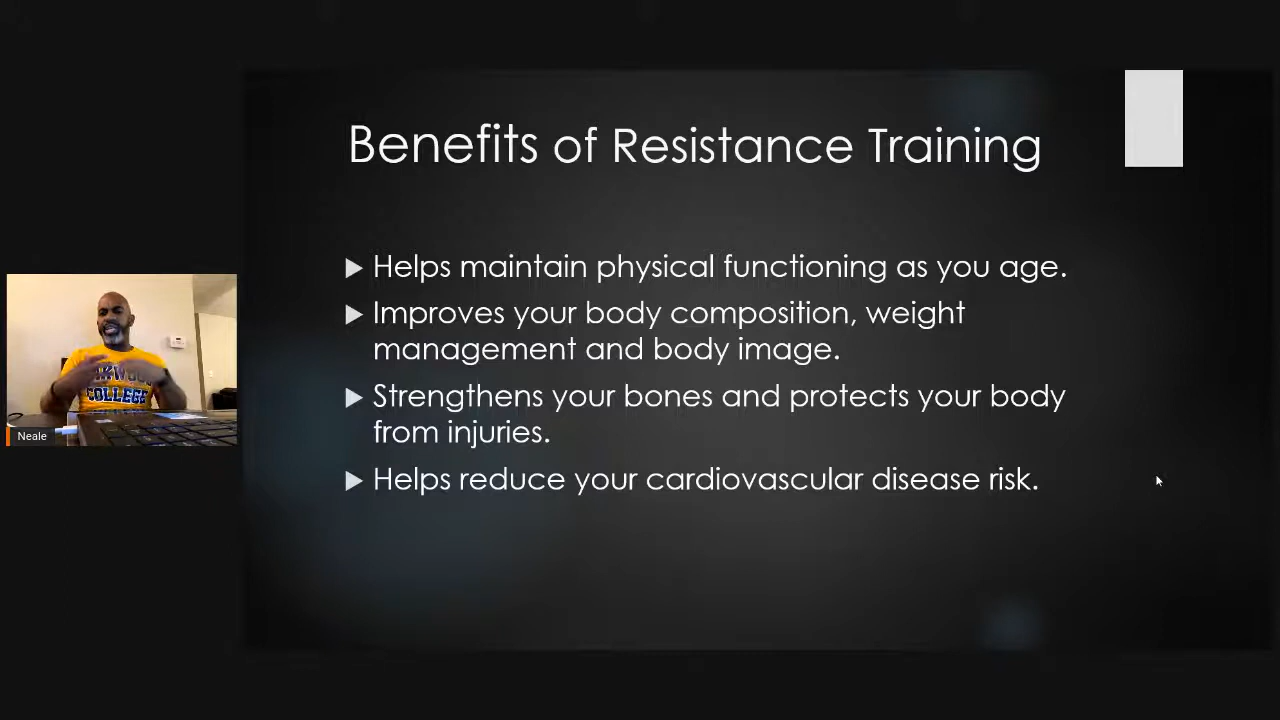 Benefits of Resistance Training
Helps maintain physical functioning as you age.
Improves your body composition, weight
management and body image.
Strengthens your bones and protects your body
from injuries.
Helps reduce your cardiovascular disease risk.
COLLEGE
Neale